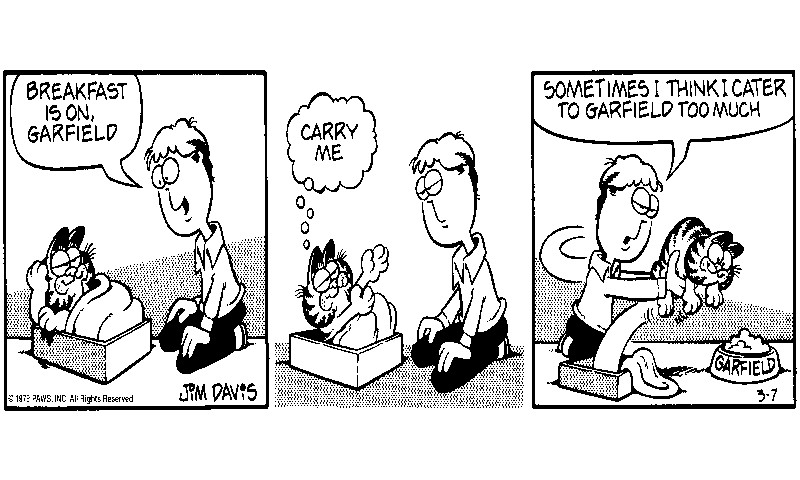 BREAKFAST
IS ON,
GARFIELD
© 1979 PAWS, INC. All Rights Reserved.
JIM DAVIS
CARRY
ME
SOMETIMES I THINK I CATER
TO GARFIELD TOO MUCH
GARFIELD
3-7